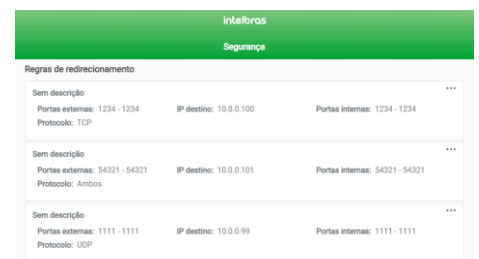 intelbras
Segurança
Regras de redirecionamento
Sem descrição
Portas externas: 1234 - 1234 IP destino: 10.0.0.100 Portas internas: 1234 - 1234
Protocolo: TCP
Sem descrição
Portas externas: 54321 - 54321 IP destino: 10.0.0.101 Portas internas: 54321 - 54321
Protocolo: Ambos
Sem descrição
Portas externas: 1111 - 1111 IP destino: 10.0.0.99 Portas internas: 1111 - 1111
Protocolo: UDP